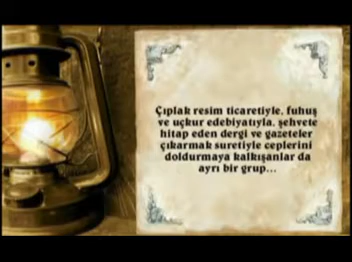 Çıplak resim ticaretiyle, fuhuş
ve uçkur edebiyatıyla, şehvete
hitap eden dergi ve gazeteler
çıkarmak suretiyle ceplerini
doldurmaya kalkışanlar da
ayrı bir grup...